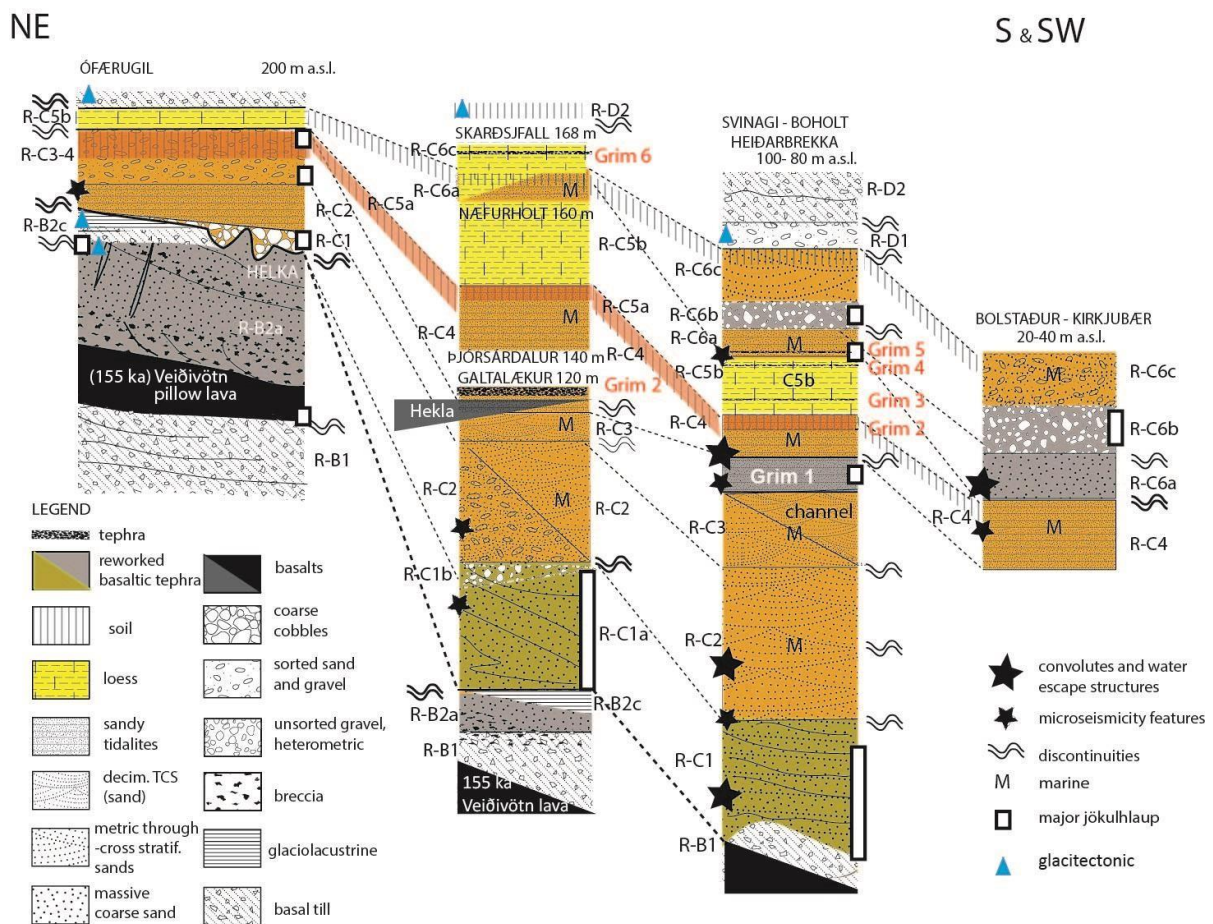 NE
S & SW
ÓFÆRUGIL 200 m a.s.l.
R-C5b
R-C3-4
R-B2c
R-C2
R-C1
HELKA
R-B2a
(155 ka) Veiðivötn
pillow lava
R-B1
R-C5a
R-D2
SKARÐSJFALL 168 m
R-C6c
Grim 6
R-C6a
M
NÆFURHOLT 160 m
R-C5b
R-C5a
R-C4
M
R-C4
ÞJÓRSÁRDALUR 140 m
GALTALÆKUR 120 m
Grim 2
Hekla
M
R-C3
R-C2
M
R-C2
R-C1b
R-C1a
R-B2c
R-B2a
R-B1
155 ka
Veiðivötn lava
SVINAGI - BOHOLT
HEIÐARBREKKA
100- 80 m a.s.l.
R-D2
R-D1
R-C6c
R-C6b
R-C6a
M
Grim 5
Grim 4
R-C5b
C5b
Grim 3
R-C4
Grim 2
M
Grim 1
channel
M
R-C3
R-C2
M
R-C1
R-B1
BOLSTAÐUR - KIRKJUBÆR
20-40 m a.s.l.
M
R-C6c
R-C6b
R-C6a
R-C4
M
R-C4
LEGEND
tephra
reworked
basaltic tephra
soil
loess
sandy
tidalites
decim. TCS
(sand)
metric through
-cross stratif.
sands
massive
coarse sand
basalts
coarse
cobbles
sorted sand
and gravel
unsorted gravel,
heterometric
breccia
glaciolacustrine
basal till
convolutes and water
escape structures
microseismicity features
discontinuities
M marine
major jökulhlaup
glacitectonic